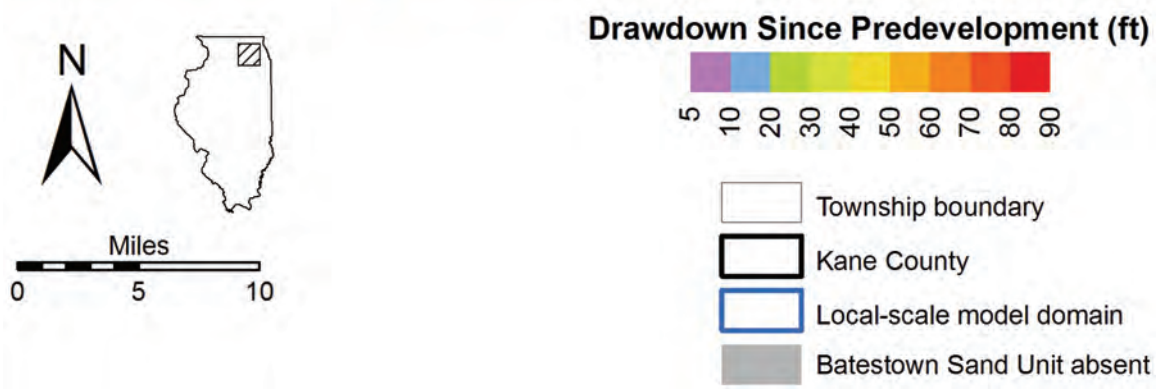 N
Miles
0 5 10
Drawdown Since Predevelopment (ft)
5 10 20 30 40 50 60 70 80 90
Township boundary
Kane County
Local-scale model domain
Batestown Sand Unit absent